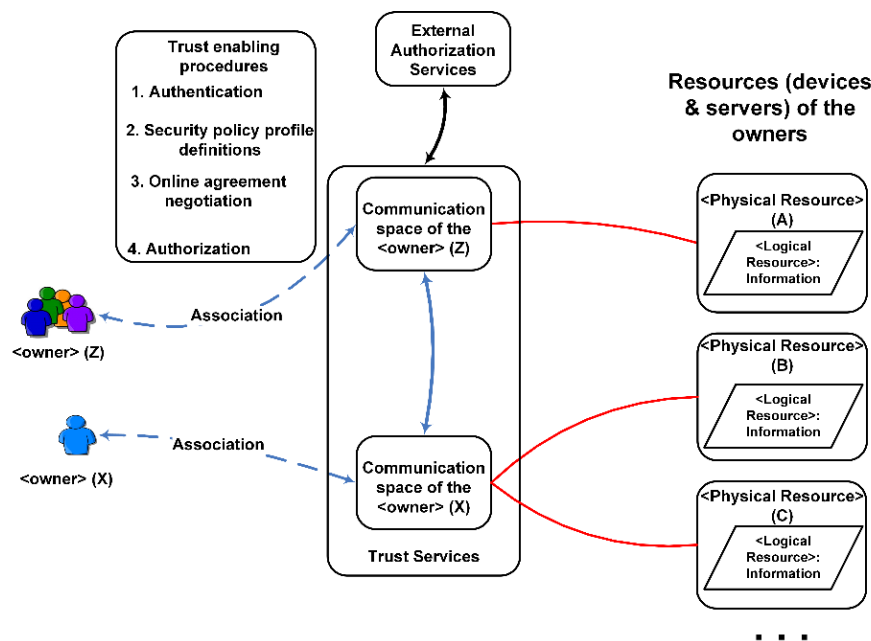 Trust enabling
procedures
1. Authentication
2. Security policy profile
definitions
3. Online agreement
negotiation
4. Authorization
External
Authorization
Services
Resources (devices
& servers) of the
owners
Communication
space of the
<owner> (Z)
<Physical Resource>
(A)
<Logical
Resource>:
Information
Association
<owner> (Z)
<Physical Resource>
(B)
<Logical
Resource>:
Information
Association
<owner> (X)
Communication
space of the
<owner> (X)
Trust Services
<Physical Resource>
(C)
<Logical
Resource>:
Information
. . .